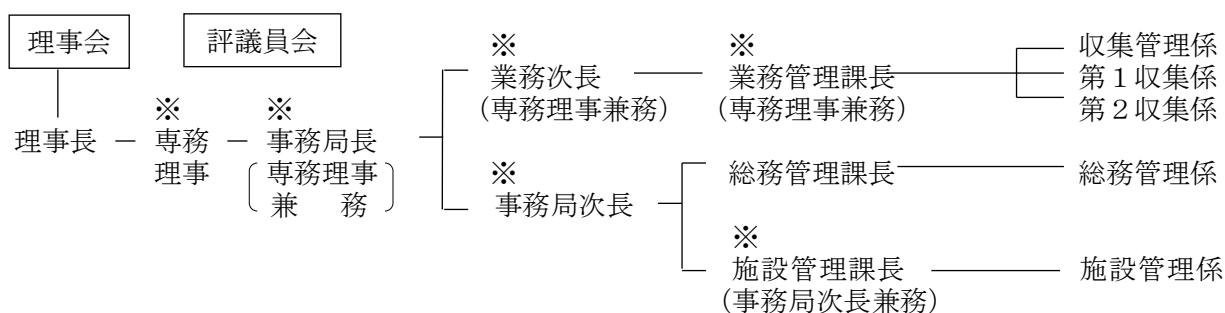 理事会
評議員会
理事長 － ※専務理事 － ※事務局長
(専務理事兼　務)
※
業務次長
(専務理事兼務)
※
業務管理課長
(専務理事兼務)
収集管理係
第１収集係
第２収集係
※
事務局次長
総務管理課長
総務管理係
※
施設管理課長
(事務局次長兼務)
施設管理係